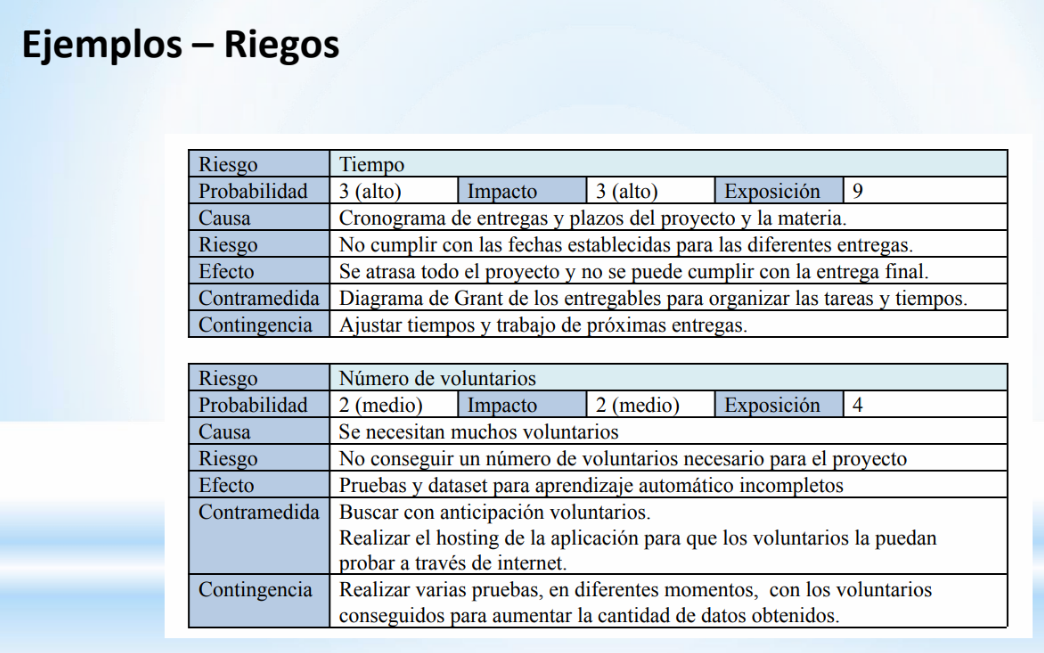 Ejemplos – Riegos
Riesgo Tiempo
Probabilidad 3 (alto) Impacto 3 (alto) Exposición 9
Causa Cronograma de entregas y plazos del proyecto y la materia.
Riesgo No cumplir con las fechas establecidas para las diferentes entregas.
Efecto Se atrasa todo el proyecto y no se puede cumplir con la entrega final.
Contramedida Diagrama de Grant de los entregables para organizar las tareas y tiempos.
Contingencia Ajustar tiempos y trabajo de próximas entregas.
Riesgo Número de voluntarios
Probabilidad 2 (medio) Impacto 2 (medio) Exposición 4
Causa Se necesitan muchos voluntarios
Riesgo No conseguir un número de voluntarios necesario para el proyecto
Efecto Pruebas y dataset para aprendizaje automático incompletos
Contramedida Buscar con anticipación voluntarios.
Realizar el hosting de la aplicación para que los voluntarios la puedan
probar a través de internet.
Contingencia Realizar varias pruebas, en diferentes momentos, con los voluntarios
conseguidos para aumentar la cantidad de datos obtenidos.